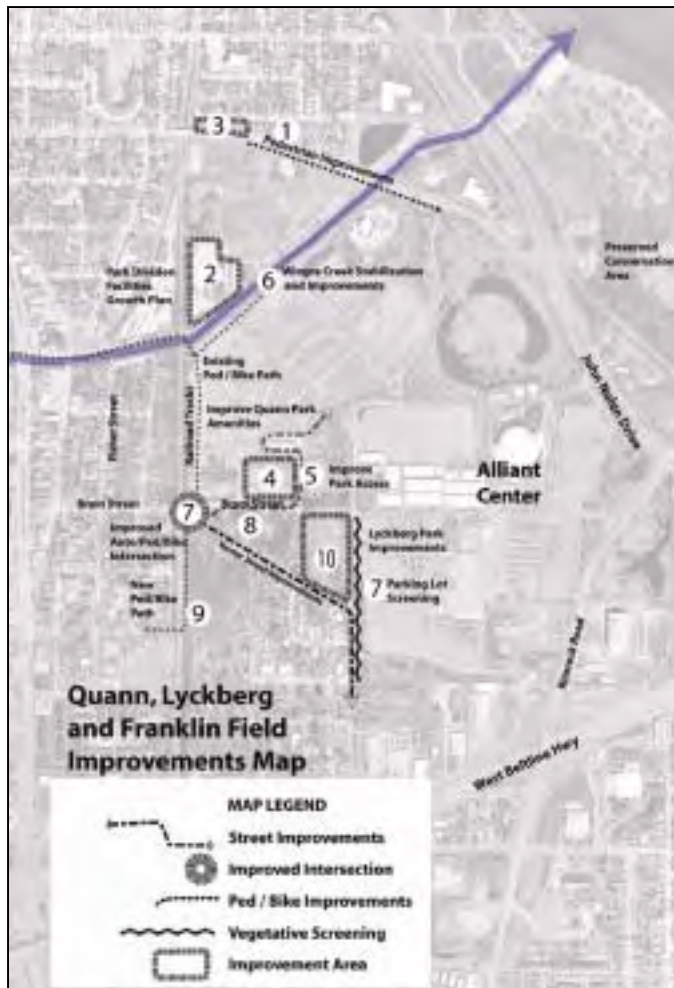 3
1
Pedestrian Improvements
2
Park Division
Facilities
Growth Plan
6
Wingra Creek Stabilization
and Improvements
Preserved
Conservation
Area
Existing
Ped / Bike Path
Railroad Tracks
Fisher Street
John Nolen Drive
Improve Quann Park
Amenities
4
5
Improve
Park Access
Alliant
Center
Bram Street
7
Bram Street
8
Improved
Auto/Ped/Bike
Intersection
10
Lyckberg Park
Improvements
7
Parking Lot
Screening
New
Ped/Bike
Path
9
Quann, Lyckberg
and Franklin Field
Improvements Map
West Beltline Hwy
MAP LEGEND
Street Improvements
Improved Intersection
Ped / Bike Improvements
Vegetative Screening
Improvement Area